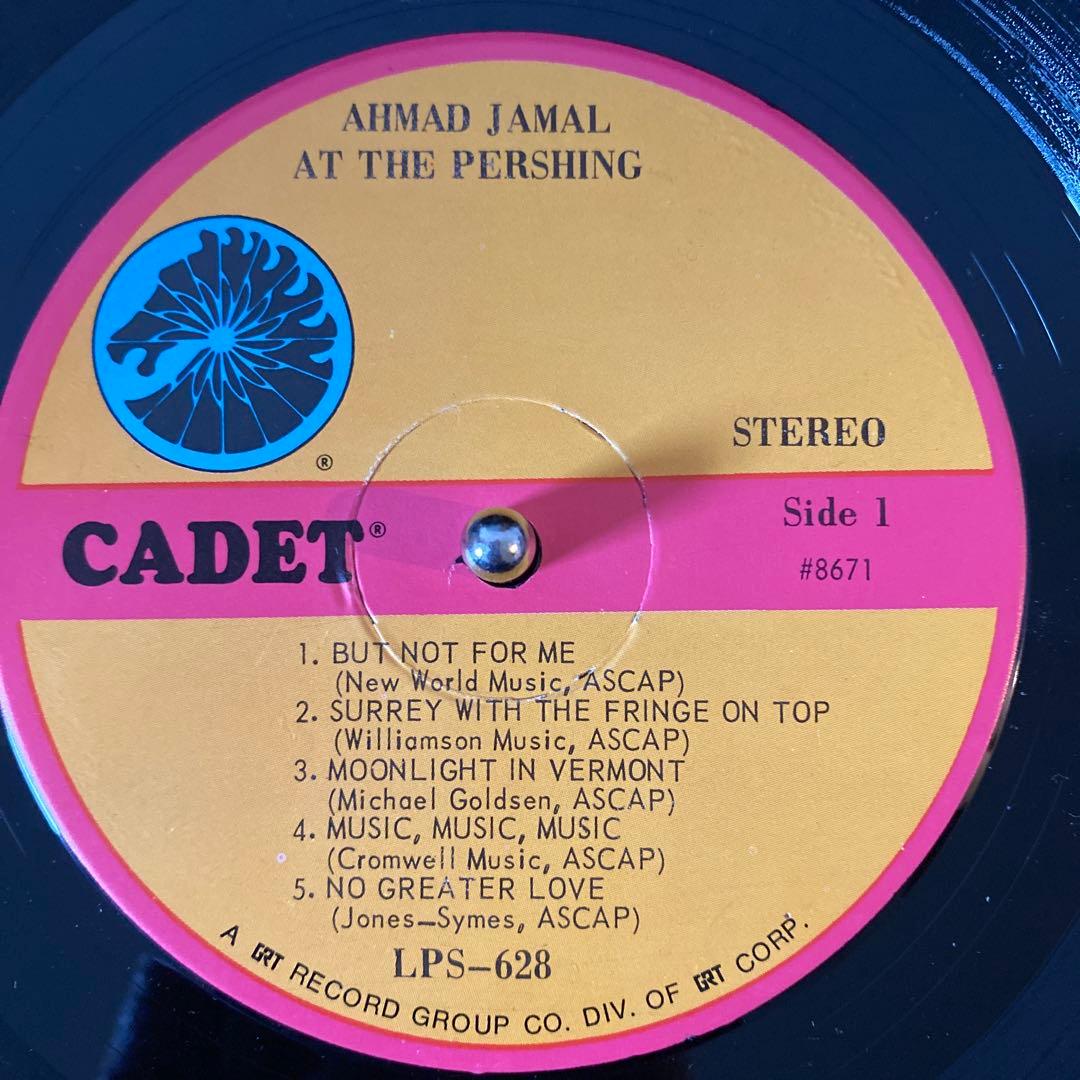 AHMAD JAMAL
AT THE PERSHING
®
STEREO
CADET®
Side 1
#8671
1. BUT NOT FOR ME
(New World Music, ASCAP)
2. SURREY WITH THE FRINGE ON TOP
(Williamson Music, ASCAP)
3. MOONLIGHT IN VERMONT
(Michael Goldsen, ASCAP)
4. MUSIC, MUSIC, MUSIC
(Cromwell Music, ASCAP)
5. NO GREATER LOVE
(Jones–Symes, ASCAP)
LPS–628
A GRT RECORD GROUP CO. DIV. OF GRT CORP.